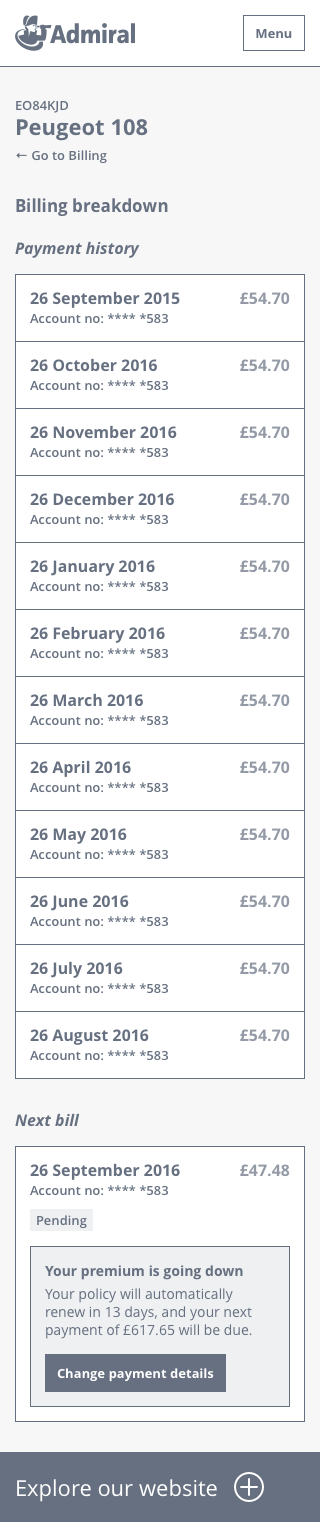 Admiral
Menu
EO84KJD
Peugeot 108
← Go to Billing
Billing breakdown
Payment history
26 September 2015 £54.70
Account no: **** *583
26 October 2016 £54.70
Account no: **** *583
26 November 2016 £54.70
Account no: **** *583
26 December 2016 £54.70
Account no: **** *583
26 January 2016 £54.70
Account no: **** *583
26 February 2016 £54.70
Account no: **** *583
26 March 2016 £54.70
Account no: **** *583
26 April 2016 £54.70
Account no: **** *583
26 May 2016 £54.70
Account no: **** *583
26 June 2016 £54.70
Account no: **** *583
26 July 2016 £54.70
Account no: **** *583
26 August 2016 £54.70
Account no: **** *583
Next bill
26 September 2016 £47.48
Account no: **** *583
Pending
Your premium is going down
Your policy will automatically
renew in 13 days, and your next
payment of £617.65 will be due.
Change payment details
Explore our website